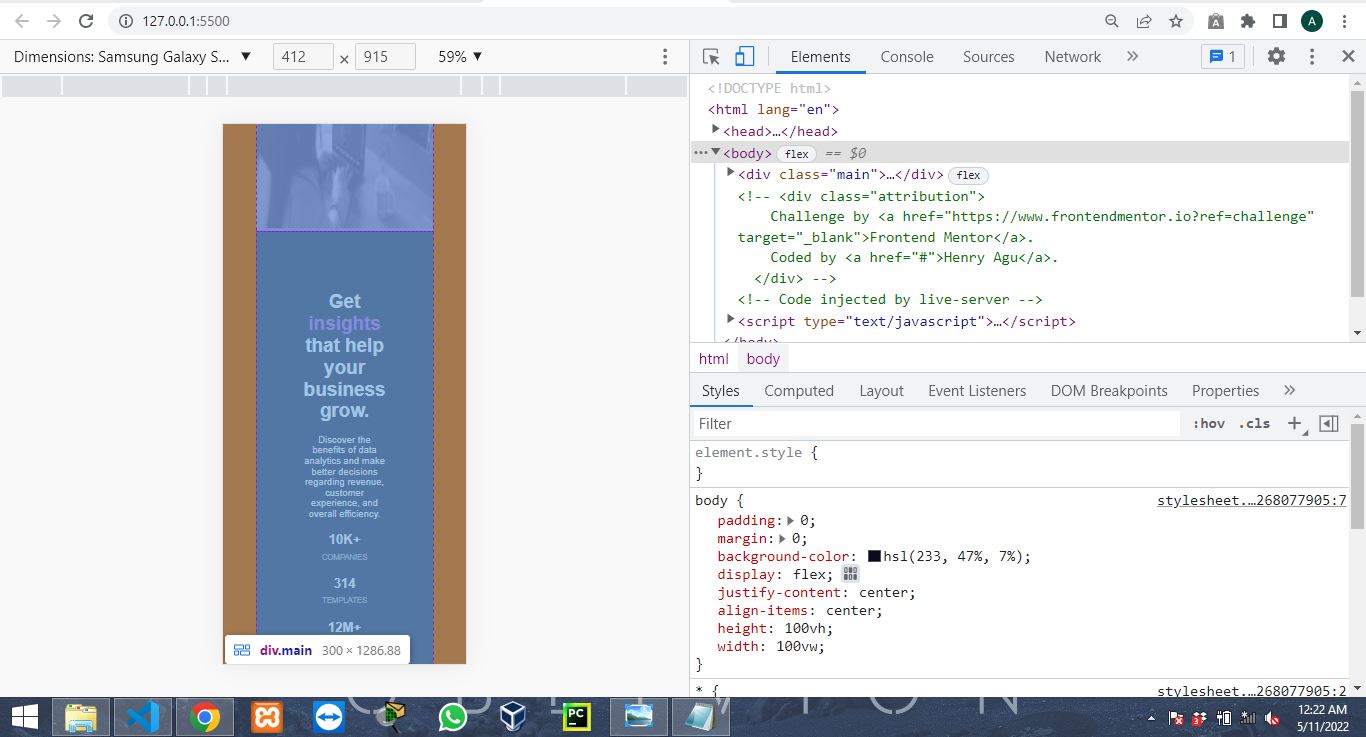 127.0.0.1:5500
A
Dimensions: Samsung Galaxy S... ▼ 412 × 915 59% ▼
Elements Console Sources Network » 1
<!DOCTYPE html>
<html lang="en">
<head>…</head>
<body> flex == $0
<div class="main">…</div> flex
<!-- <div class="attribution">
Challenge by <a href="https://www.frontendmentor.io?ref=challenge"
target="_blank">Frontend Mentor</a>.
Coded by <a href="#">Henry Agu</a>.
</div> -->
<!-- Code injected by live-server -->
<script type="text/javascript">…</script>
</body>
html body
Styles Computed Layout Event Listeners DOM Breakpoints Properties »
Filter :hov .cls +
element.style {
}
body { stylesheet.…268077905:7
padding: 0;
margin: 0;
background-color: hsl(233, 47%, 7%);
display: flex;
justify-content: center;
align-items: center;
height: 100vh;
width: 100vw;
}
* { stylesheet.…268077905:2
Get
insights
that help
your
business
grow.
Discover the
benefits of data
analytics and make
better decisions
regarding revenue,
customer
experience, and
overall efficiency.
10K+
COMPANIES
314
TEMPLATES
12M+
div.main 300 × 1286.88
PC
12:22 AM
5/11/2022